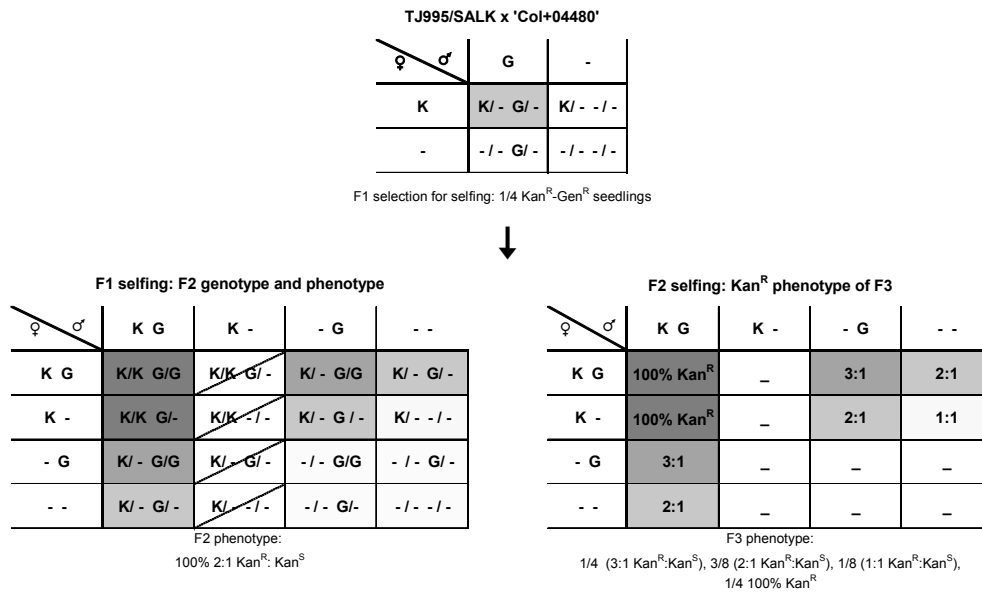 TJ995/SALK x 'Col+04480'
♀ ♂ G -
K K/ - G/ - K/ - - / -
- - / - G/ - - / - - / -
F1 selection for selfing: 1/4 Kan^R-Gen^R seedlings
F1 selfing: F2 genotype and phenotype
♀ ♂ K G K - - G - -
K G K/K G/G K/K G/ - K/ - G/G K/ - G/ -
K - K/K G/- K/K - / - K/ - G / - K/ - - / -
- G K/ - G/G K/ - G/ - - / - G/G - / - G/ -
- - K/ - G/ - K/ - - / - - / - G/- - / - - / -
F2 phenotype:
100% 2:1 Kan^R: Kan^S
F2 selfing: Kan^R phenotype of F3
♀ ♂ K G K - - G - -
K G 100% Kan^R _ 3:1 2:1
K - 100% Kan^R _ 2:1 1:1
- G 3:1 _ _ _
- - 2:1 _ _ _
F3 phenotype:
1/4 (3:1 Kan^R:Kan^S), 3/8 (2:1 Kan^R:Kan^S), 1/8 (1:1 Kan^R:Kan^S),
1/4 100% Kan^R